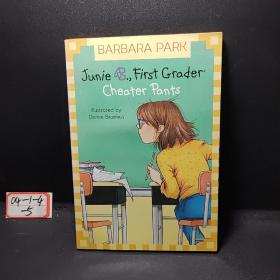 BARBARA PARK
Junie B., First Grader
Cheater Pants
illustrated by
Denise Brunkus
04-1-4
-5